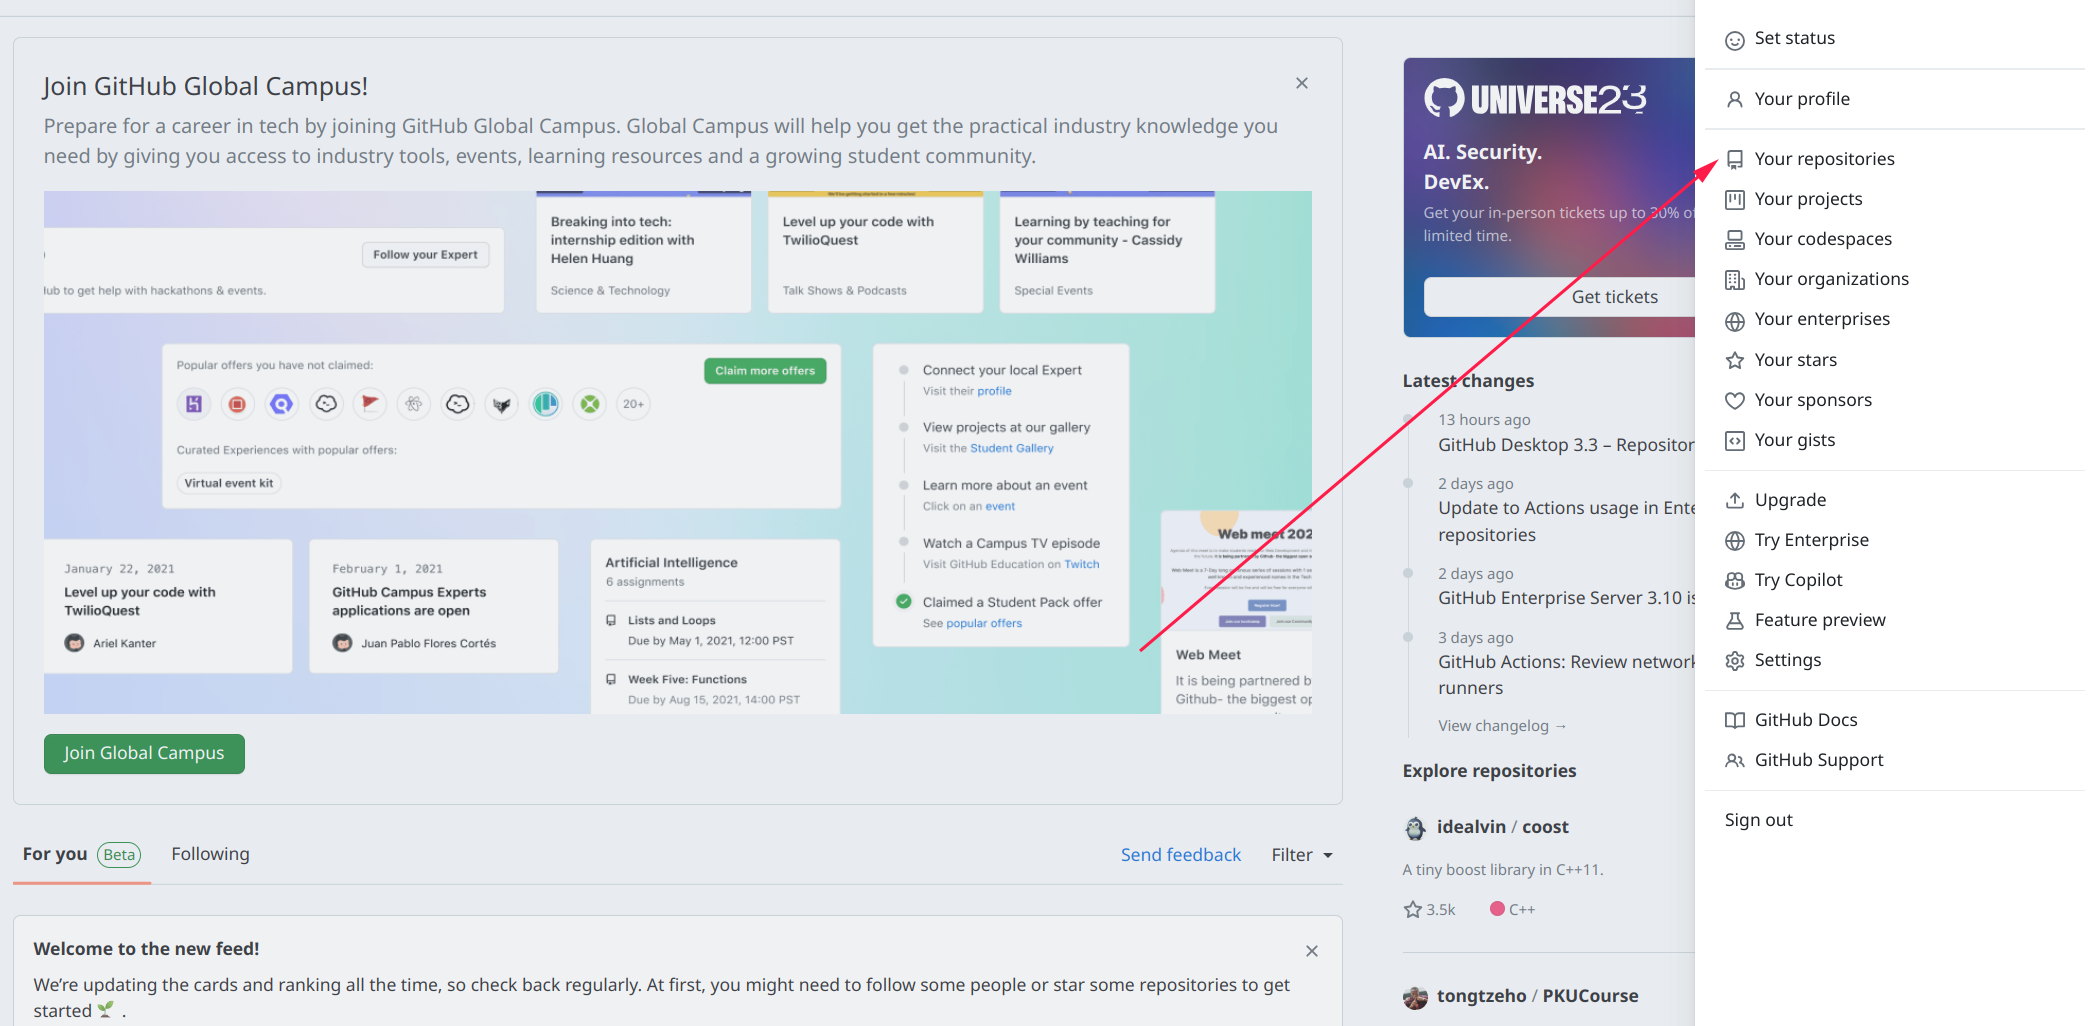 Join GitHub Global Campus!
Prepare for a career in tech by joining GitHub Global Campus. Global Campus will help you get the practical industry knowledge you
need by giving you access to industry tools, events, learning resources and a growing student community.
Follow your Expert
lub to get help with hackathons & events.
Breaking into tech:
internship edition with
Helen Huang
Science & Technology
Level up your code with
TwilioQuest
Talk Shows & Podcasts
Learning by teaching for
your community - Cassidy
Williams
Special Events
Popular offers you have not claimed:
Claim more offers
20+
Curated Experiences with popular offers:
Virtual event kit
Connect your local Expert
Visit their profile
View projects at our gallery
Visit the Student Gallery
Learn more about an event
Click on an event
Watch a Campus TV episode
Visit GitHub Education on Twitch
Claimed a Student Pack offer
See popular offers
January 22, 2021
Level up your code with
TwilioQuest
Ariel Kanter
February 1, 2021
GitHub Campus Experts
applications are open
Juan Pablo Flores Cortés
Artificial Intelligence
6 assignments
Lists and Loops
Due by May 1, 2021, 12:00 PST
Week Five: Functions
Due by Aug 15, 2021, 14:00 PST
Web meet 202
Web Meet
It is being partnered b
Github- the biggest op
Join Global Campus
For you Beta
Following
Send feedback
Filter
Welcome to the new feed!
We’re updating the cards and ranking all the time, so check back regularly. At first, you might need to follow some people or star some repositories to get
started 🌱 .
UNIVERSE23
AI. Security.
DevEx.
Get your in-person tickets up to 30% of
limited time.
Get tickets
Latest changes
13 hours ago
GitHub Desktop 3.3 – Repositor
2 days ago
Update to Actions usage in Ente
repositories
2 days ago
GitHub Enterprise Server 3.10 is
3 days ago
GitHub Actions: Review network
runners
View changelog →
Explore repositories
idealvin / coost
A tiny boost library in C++11.
3.5k C++
tongtzeho / PKUCourse
Set status
Your profile
Your repositories
Your projects
Your codespaces
Your organizations
Your enterprises
Your stars
Your sponsors
Your gists
Upgrade
Try Enterprise
Try Copilot
Feature preview
Settings
GitHub Docs
GitHub Support
Sign out